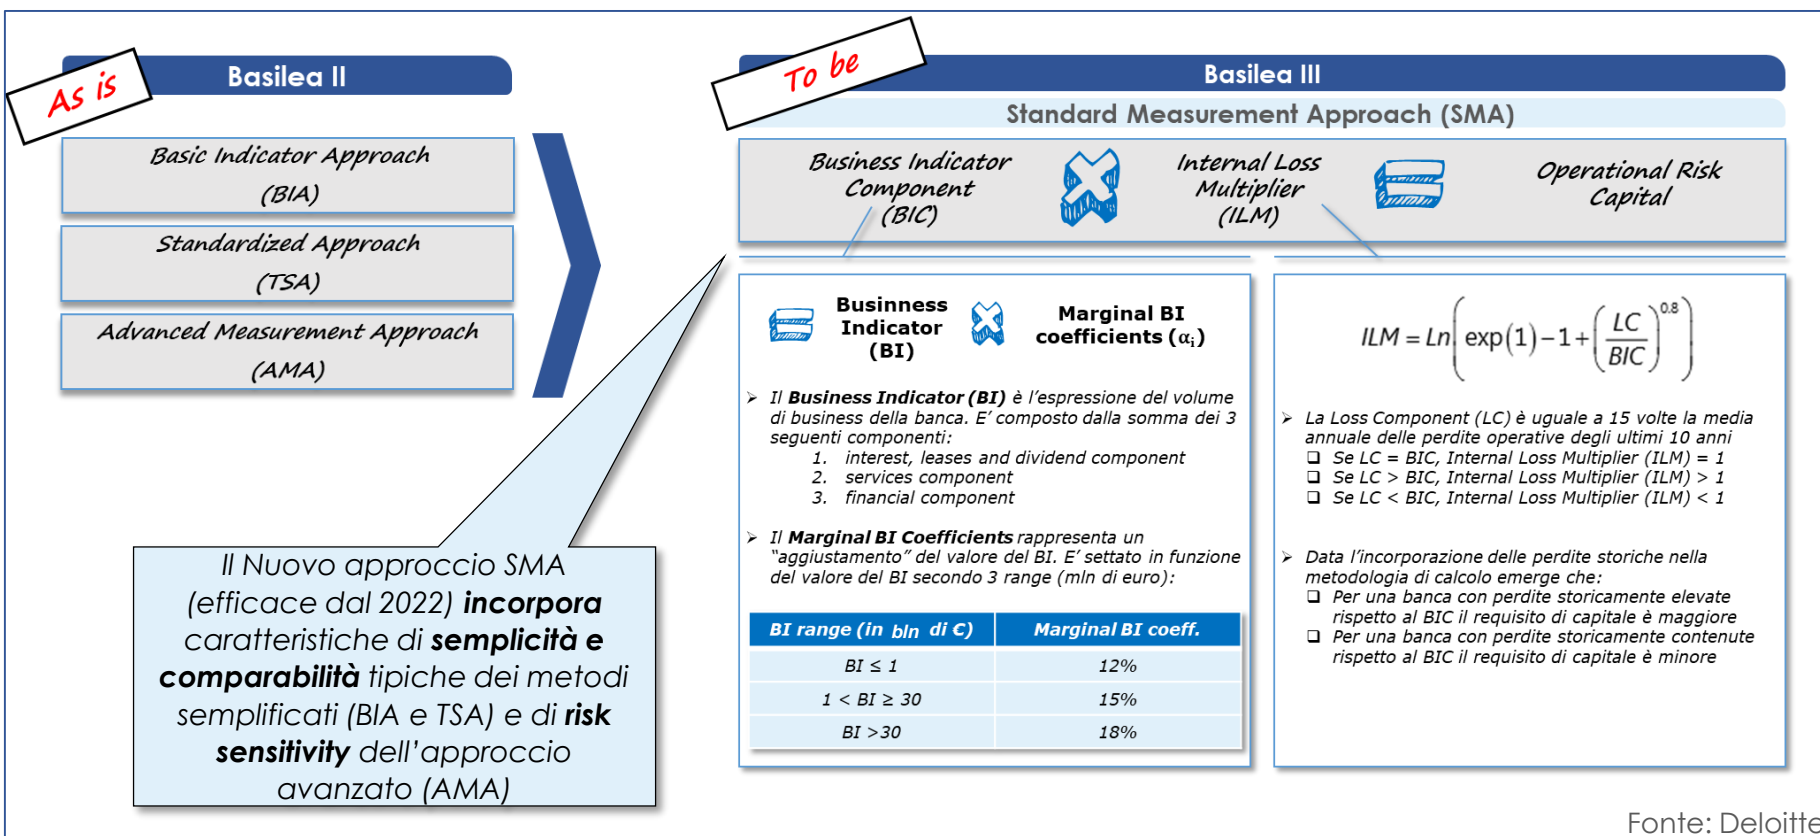 As is
Basilea II
Basic Indicator Approach
(BIA)
Standardized Approach
(TSA)
Advanced Measurement Approach
(AMA)
Il Nuovo approccio SMA
(efficace dal 2022) incorpora
caratteristiche di semplicità e
comparabilità tipiche dei metodi
semplificati (BIA e TSA) e di risk
sensitivity dell'approccio
avanzato (AMA)
To be
Basilea III
Standard Measurement Approach (SMA)
Business Indicator
Component
(BIC)
Internal Loss
Multiplier
(ILM)
Operational Risk
Capital
Businness
Indicator
(BI)
Marginal BI
coefficients (αi)
➢ Il Business Indicator (BI) è l'espressione del volume
di business della banca. E' composto dalla somma dei 3
seguenti componenti:
1. interest, leases and dividend component
2. services component
3. financial component
➢ Il Marginal BI Coefficients rappresenta un
"aggiustamento" del valore del BI. E' settato in funzione
del valore del BI secondo 3 range (mln di euro):
BI range (in bln di €) Marginal BI coeff.
BI ≤ 1 12%
1 < BI ≥ 30 15%
BI >30 18%
ILM = Ln(exp(1)−1+(LC/BIC)^0.8)
➢ La Loss Component (LC) è uguale a 15 volte la media
annuale delle perdite operative degli ultimi 10 anni
❑ Se LC = BIC, Internal Loss Multiplier (ILM) = 1
❑ Se LC > BIC, Internal Loss Multiplier (ILM) > 1
❑ Se LC < BIC, Internal Loss Multiplier (ILM) < 1
➢ Data l'incorporazione delle perdite storiche nella
metodologia di calcolo emerge che:
❑ Per una banca con perdite storicamente elevate
rispetto al BIC il requisito di capitale è maggiore
❑ Per una banca con perdite storicamente contenute
rispetto al BIC il requisito di capitale è minore
Fonte: Deloitte